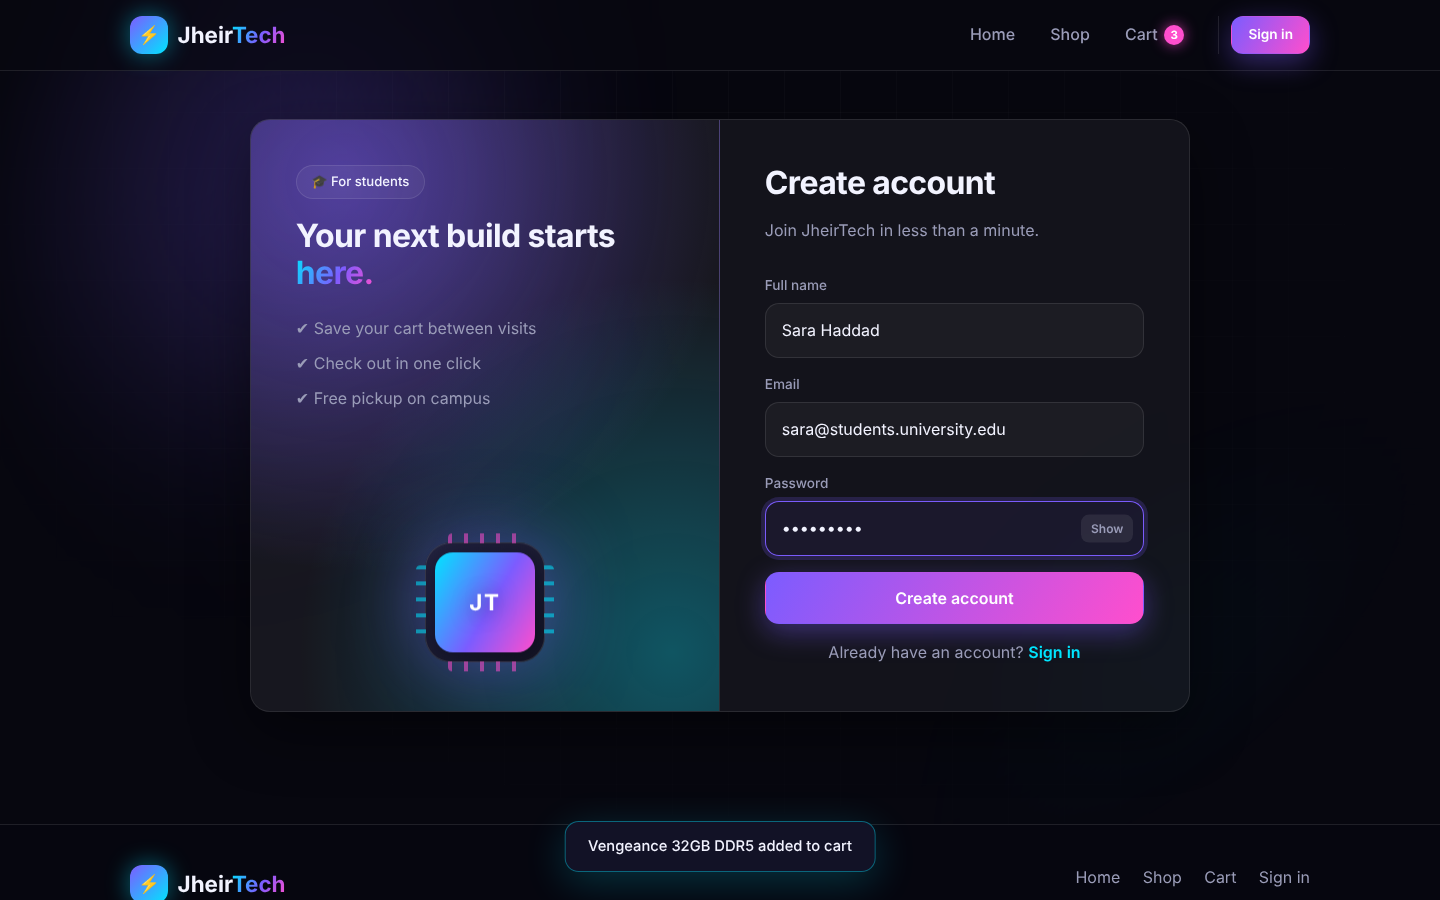 ⚡ JheirTech
Home Shop Cart 3 Sign in
🎓 For students
Your next build starts
here.
✔ Save your cart between visits
✔ Check out in one click
✔ Free pickup on campus
JT
Create account
Join JheirTech in less than a minute.
Full name
Sara Haddad
Email
sara@students.university.edu
Password
••••••••• Show
Create account
Already have an account? Sign in
Vengeance 32GB DDR5 added to cart
⚡ JheirTech
Home Shop Cart Sign in